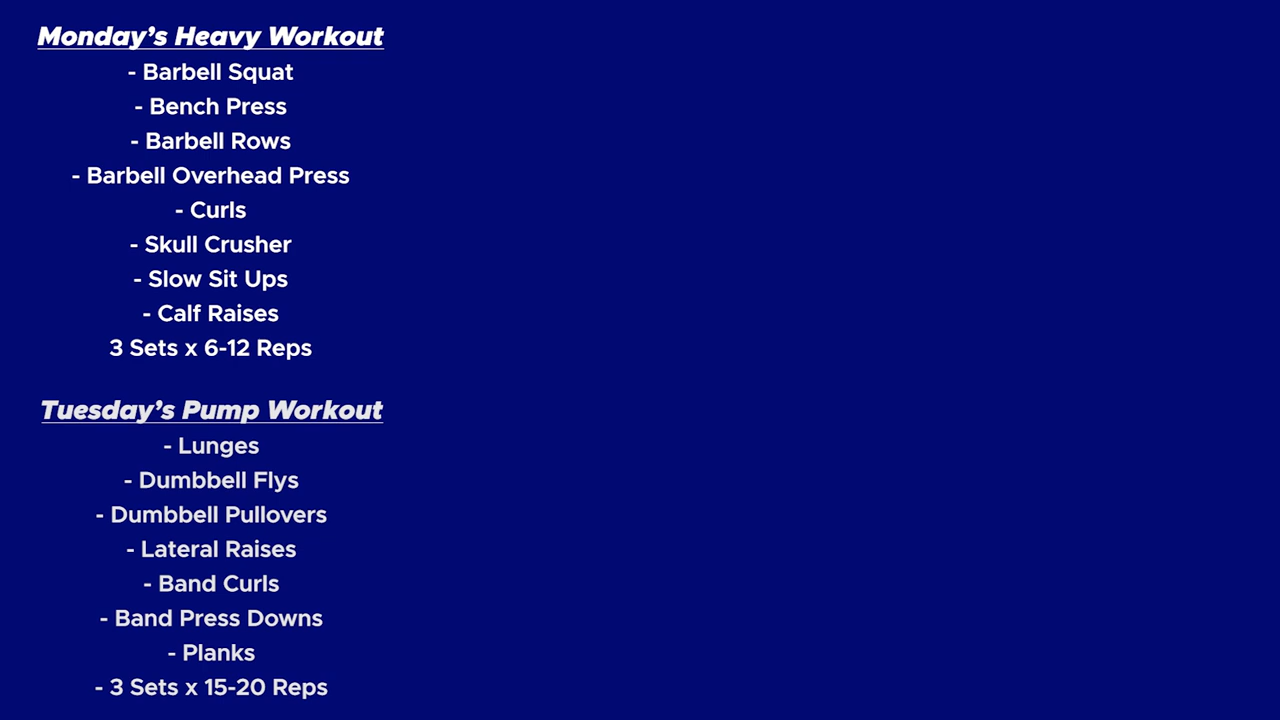 Monday’s Heavy Workout
- Barbell Squat
- Bench Press
- Barbell Rows
- Barbell Overhead Press
- Curls
- Skull Crusher
- Slow Sit Ups
- Calf Raises
3 Sets x 6-12 Reps
Tuesday’s Pump Workout
- Lunges
- Dumbbell Flys
- Dumbbell Pullovers
- Lateral Raises
- Band Curls
- Band Press Downs
- Planks
- 3 Sets x 15-20 Reps